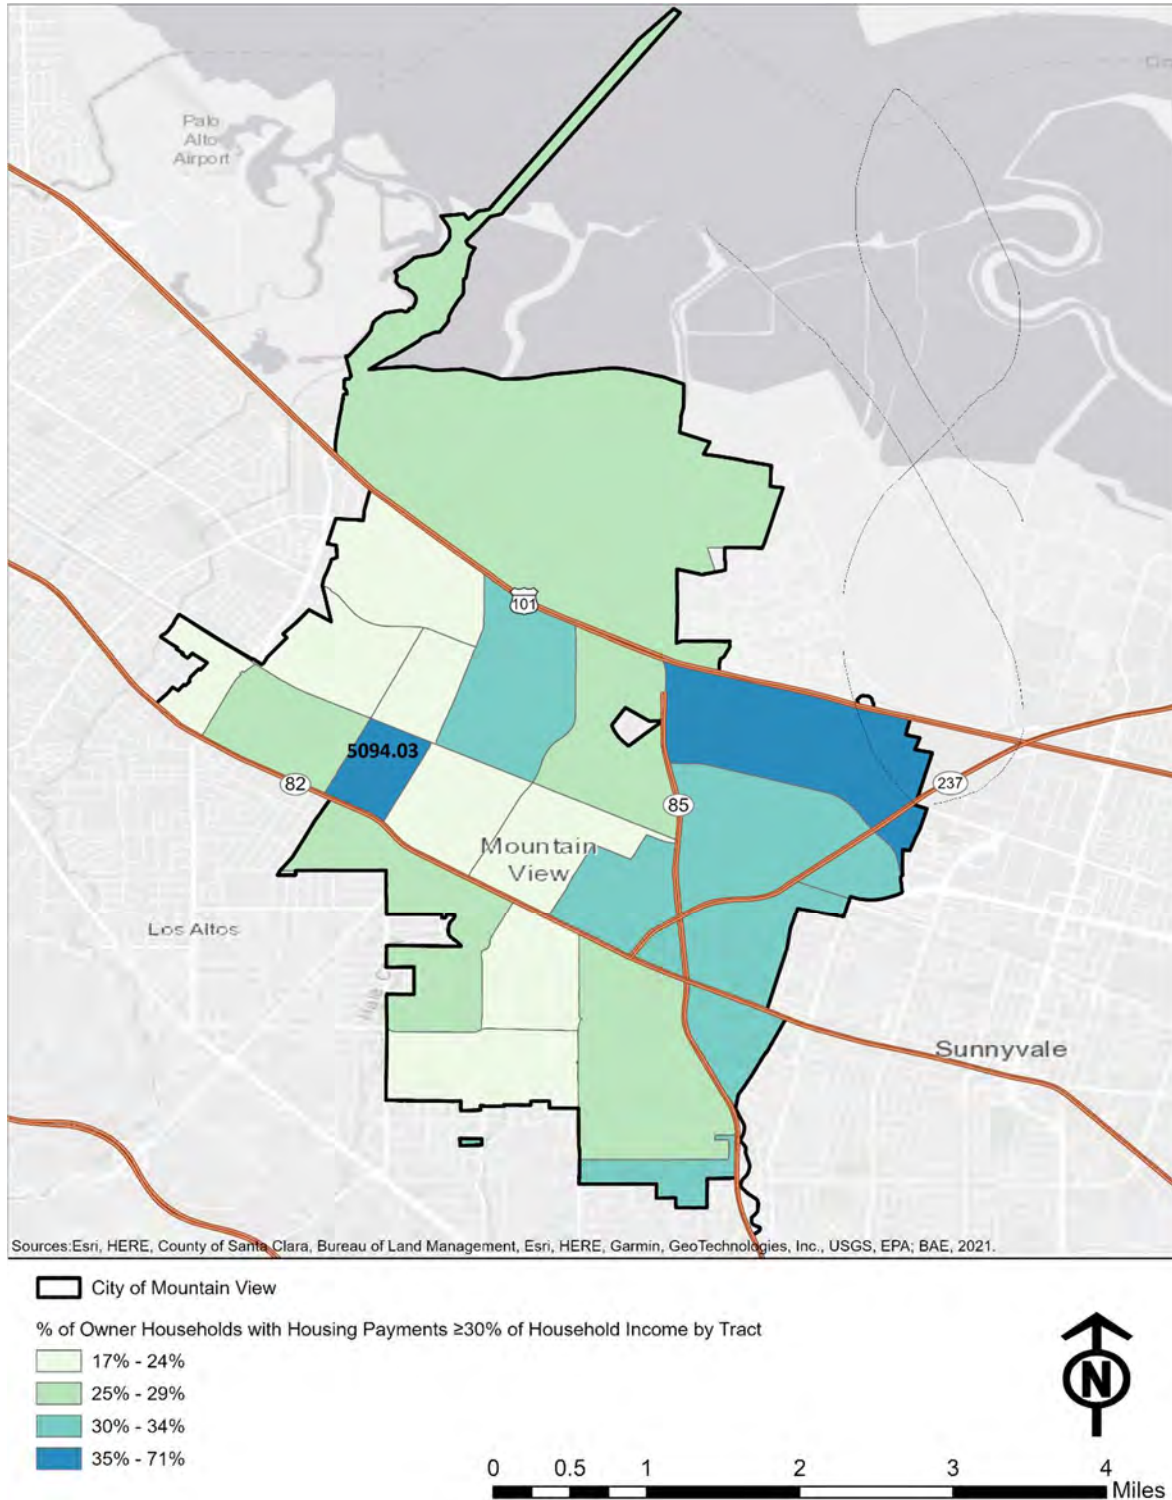 Palo
Alto
Airport
101
5094.03
82
85
237
Mountain
View
Los Altos
Sunnyvale
Sources:Esri, HERE, County of Santa Clara, Bureau of Land Management, Esri, HERE, Garmin, GeoTechnologies, Inc., USGS, EPA; BAE, 2021.
City of Mountain View
% of Owner Households with Housing Payments ≥30% of Household Income by Tract
17% - 24%
25% - 29%
30% - 34%
35% - 71%
N
0 0.5 1 2 3 4
Miles